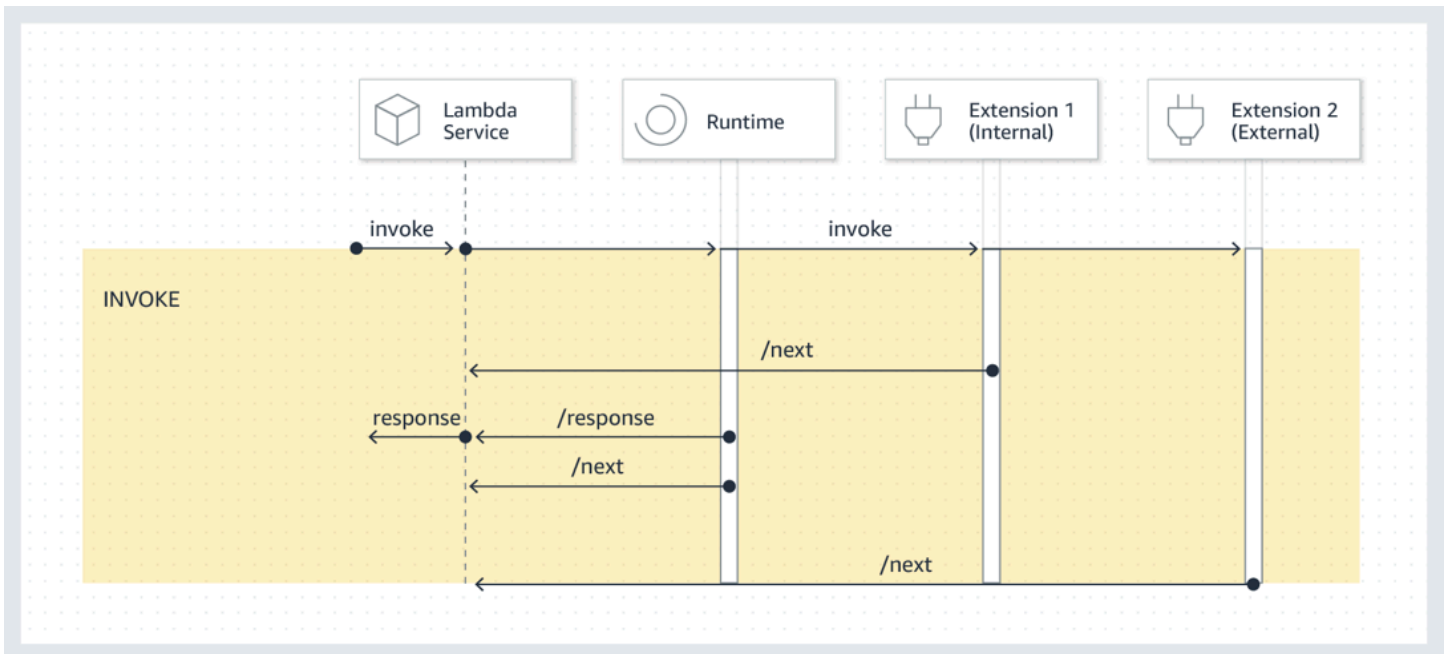 Lambda
Service
Runtime
Extension 1
(Internal)
Extension 2
(External)
invoke
invoke
INVOKE
/next
response
/response
/next
/next